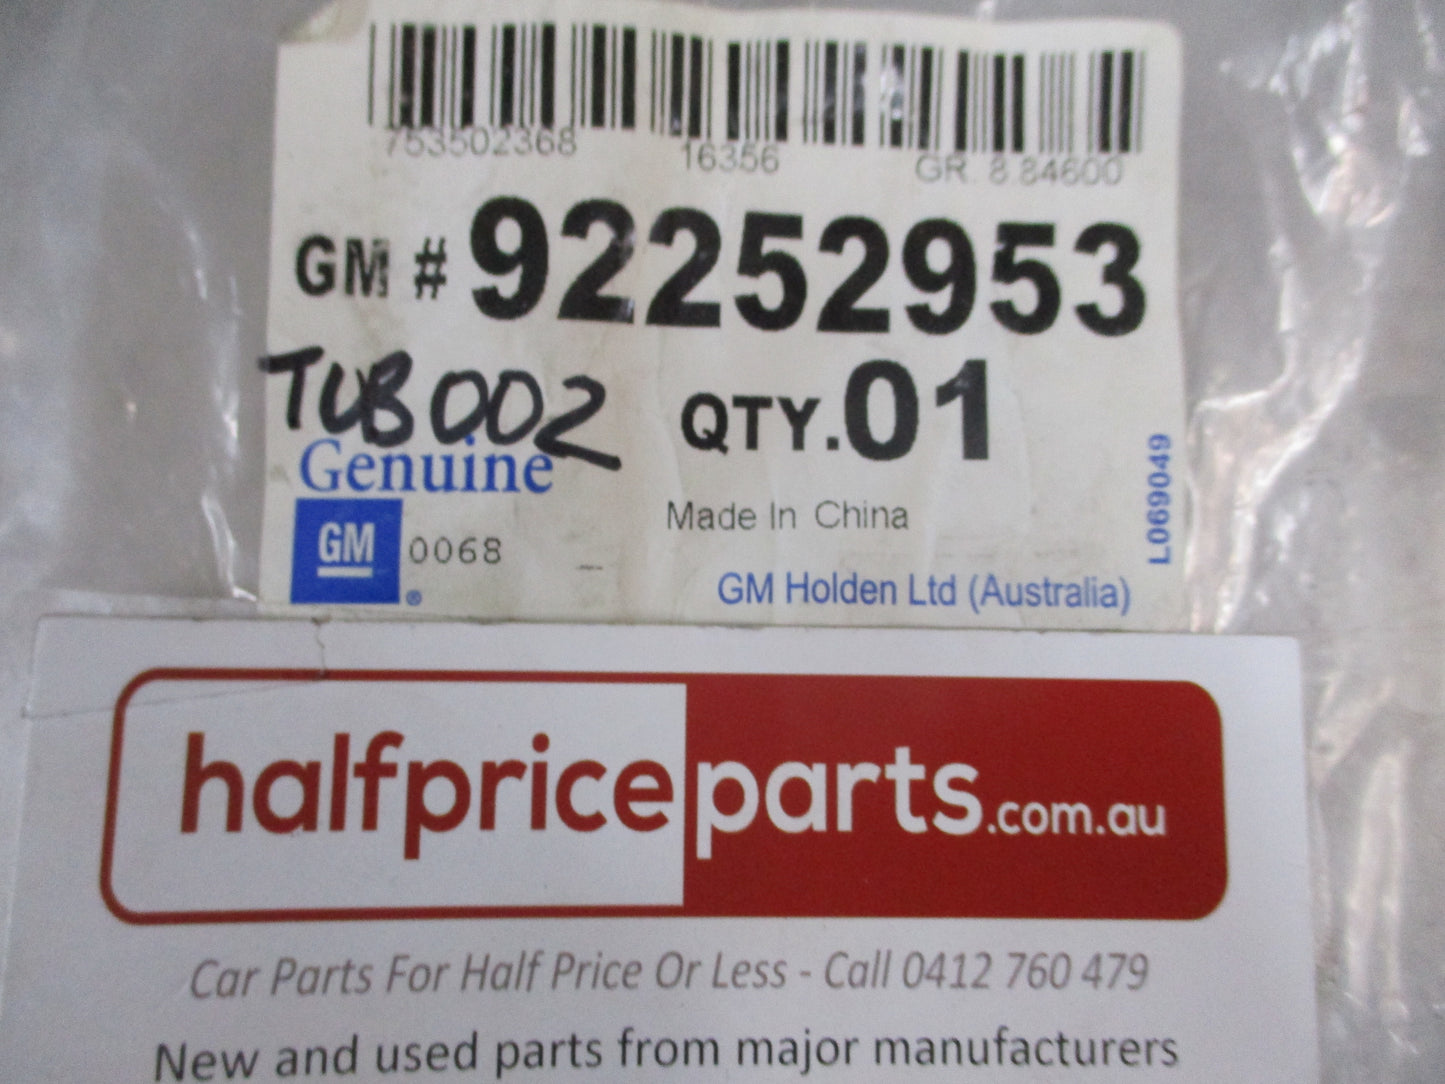 753502368 16356 GR. 8.84600
GM # 92252953
TUB002 QTY. 01
Genuine
Made In China
GM 0068
GM Holden Ltd (Australia)
L069049
halfpriceparts.com.au
Car Parts For Half Price Or Less - Call 0412 760 479
New and used parts from major manufacturers